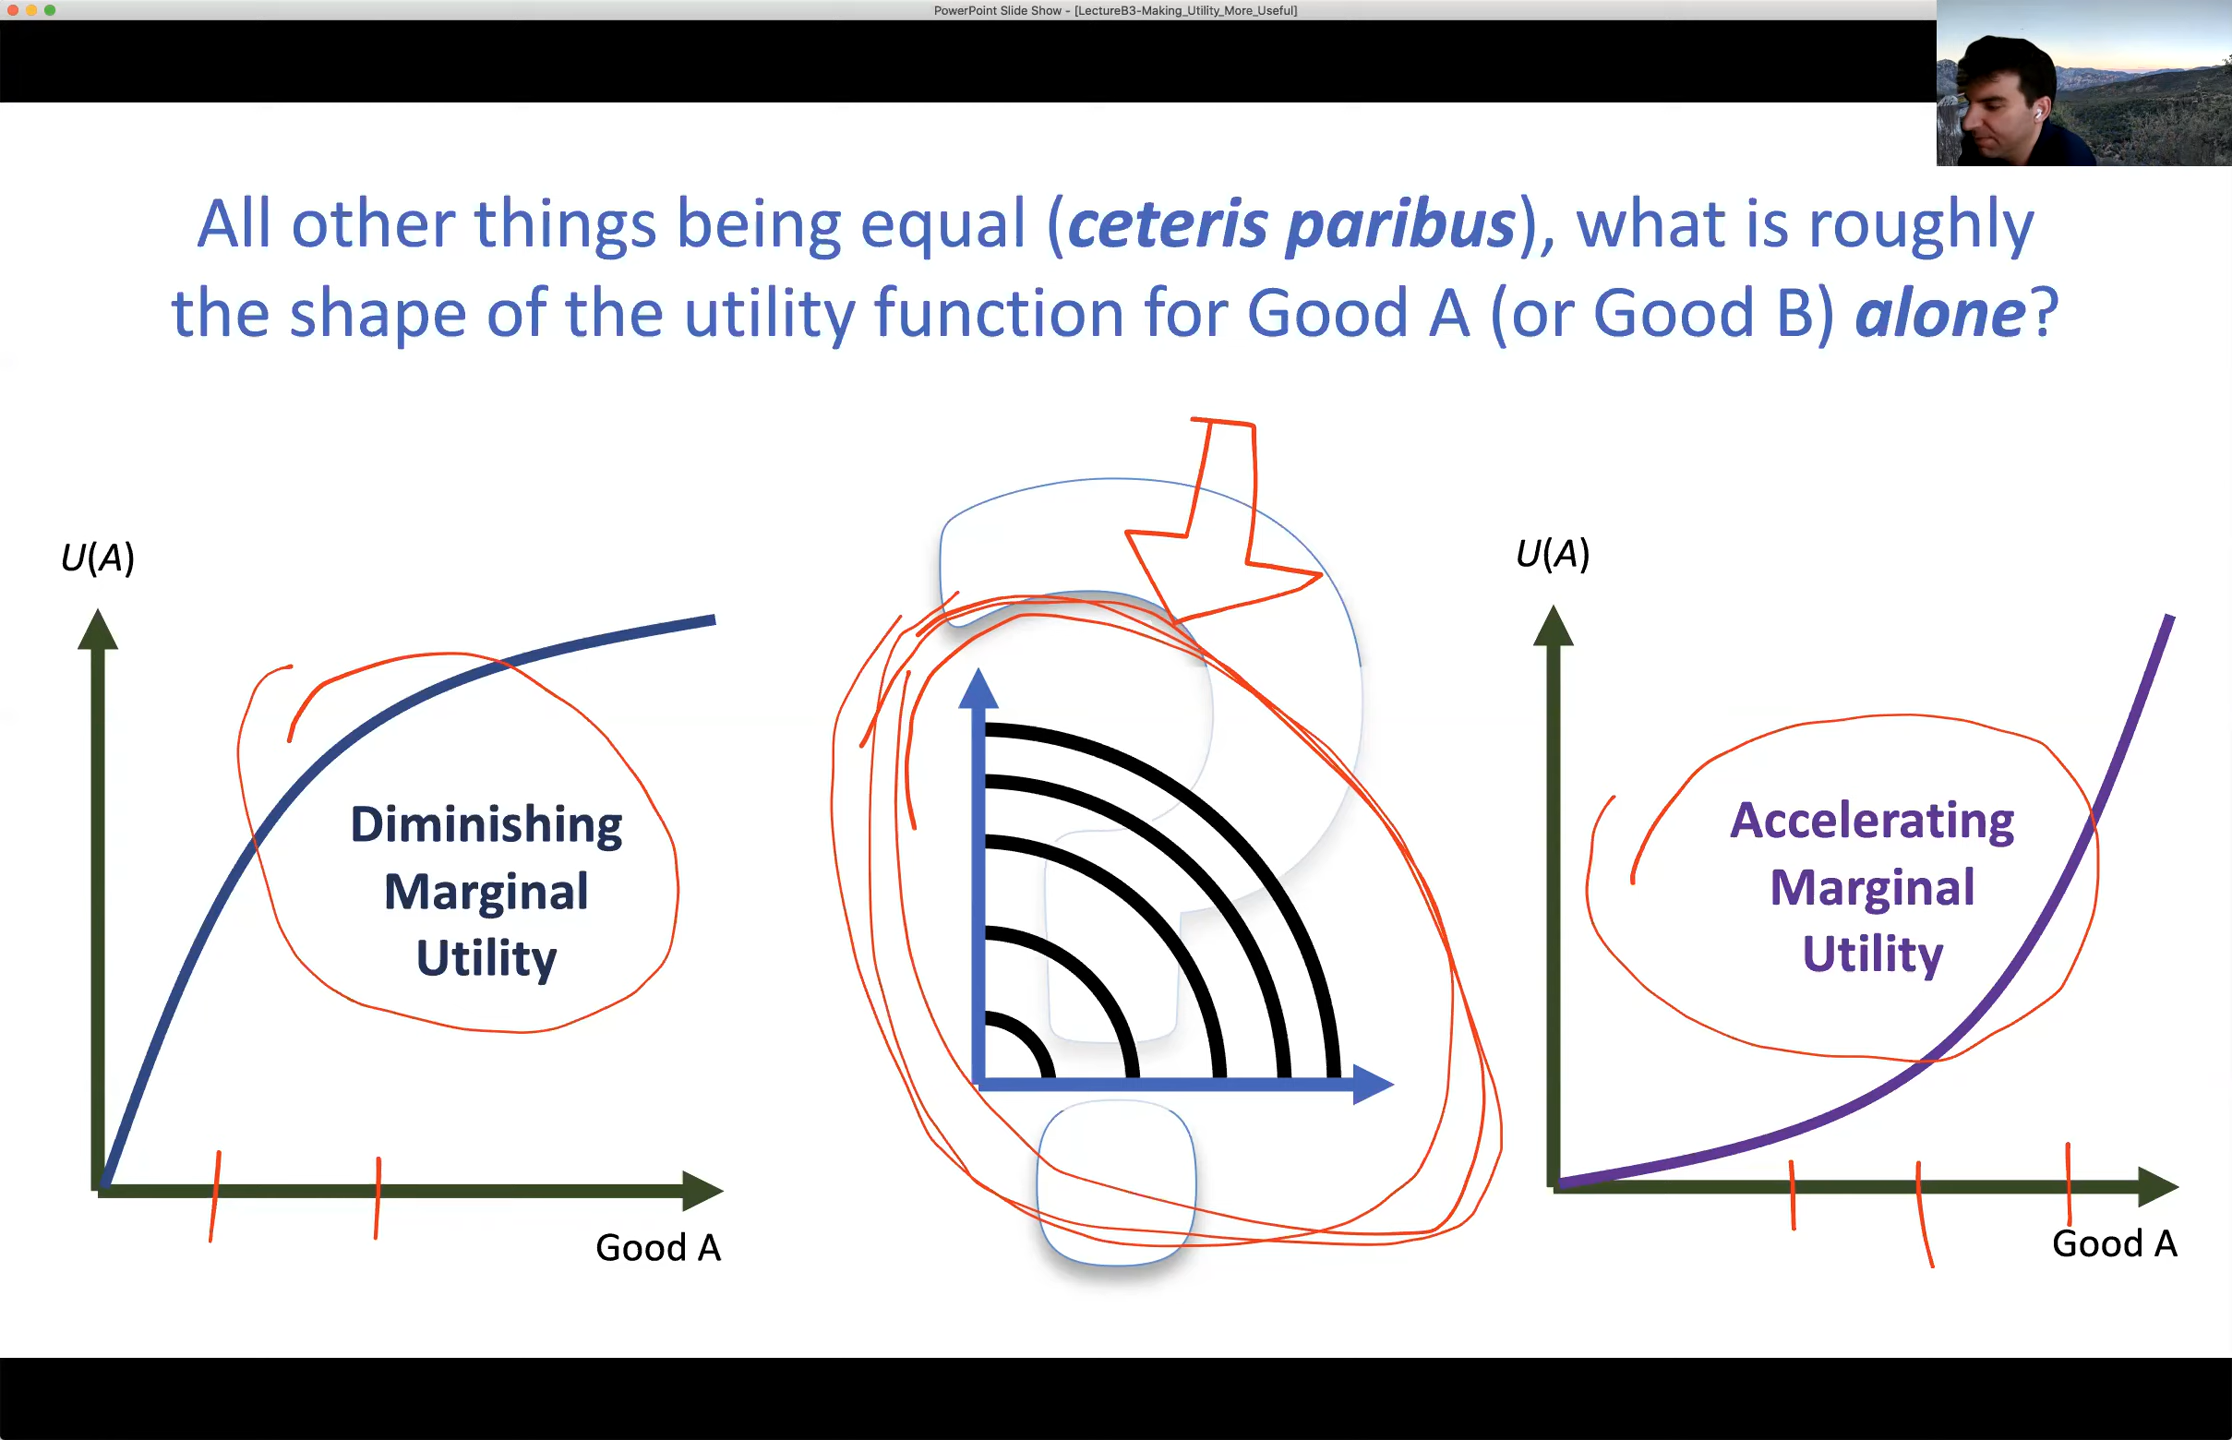 PowerPoint Slide Show - [LectureB3-Making_Utility_More_Useful]
All other things being equal (ceteris paribus), what is roughly
the shape of the utility function for Good A (or Good B) alone?
U(A)
Diminishing
Marginal
Utility
Good A
U(A)
Accelerating
Marginal
Utility
Good A